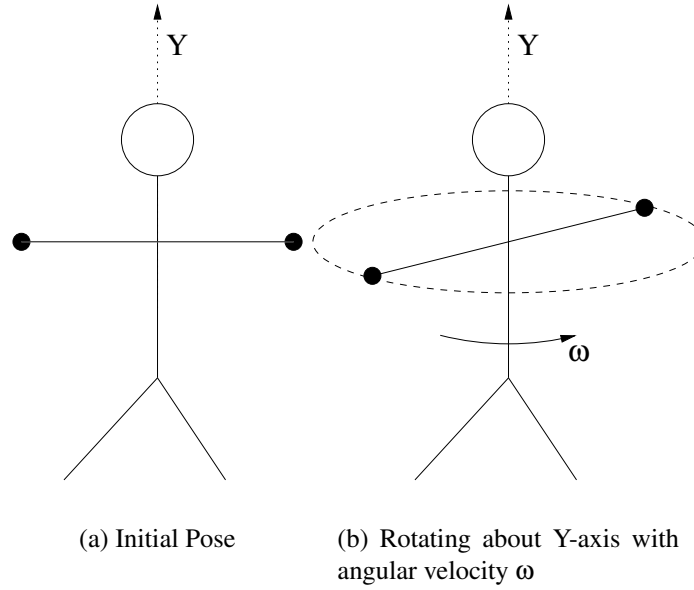 Y
Y
ω
(a) Initial Pose
(b) Rotating about Y-axis with
angular velocity ω